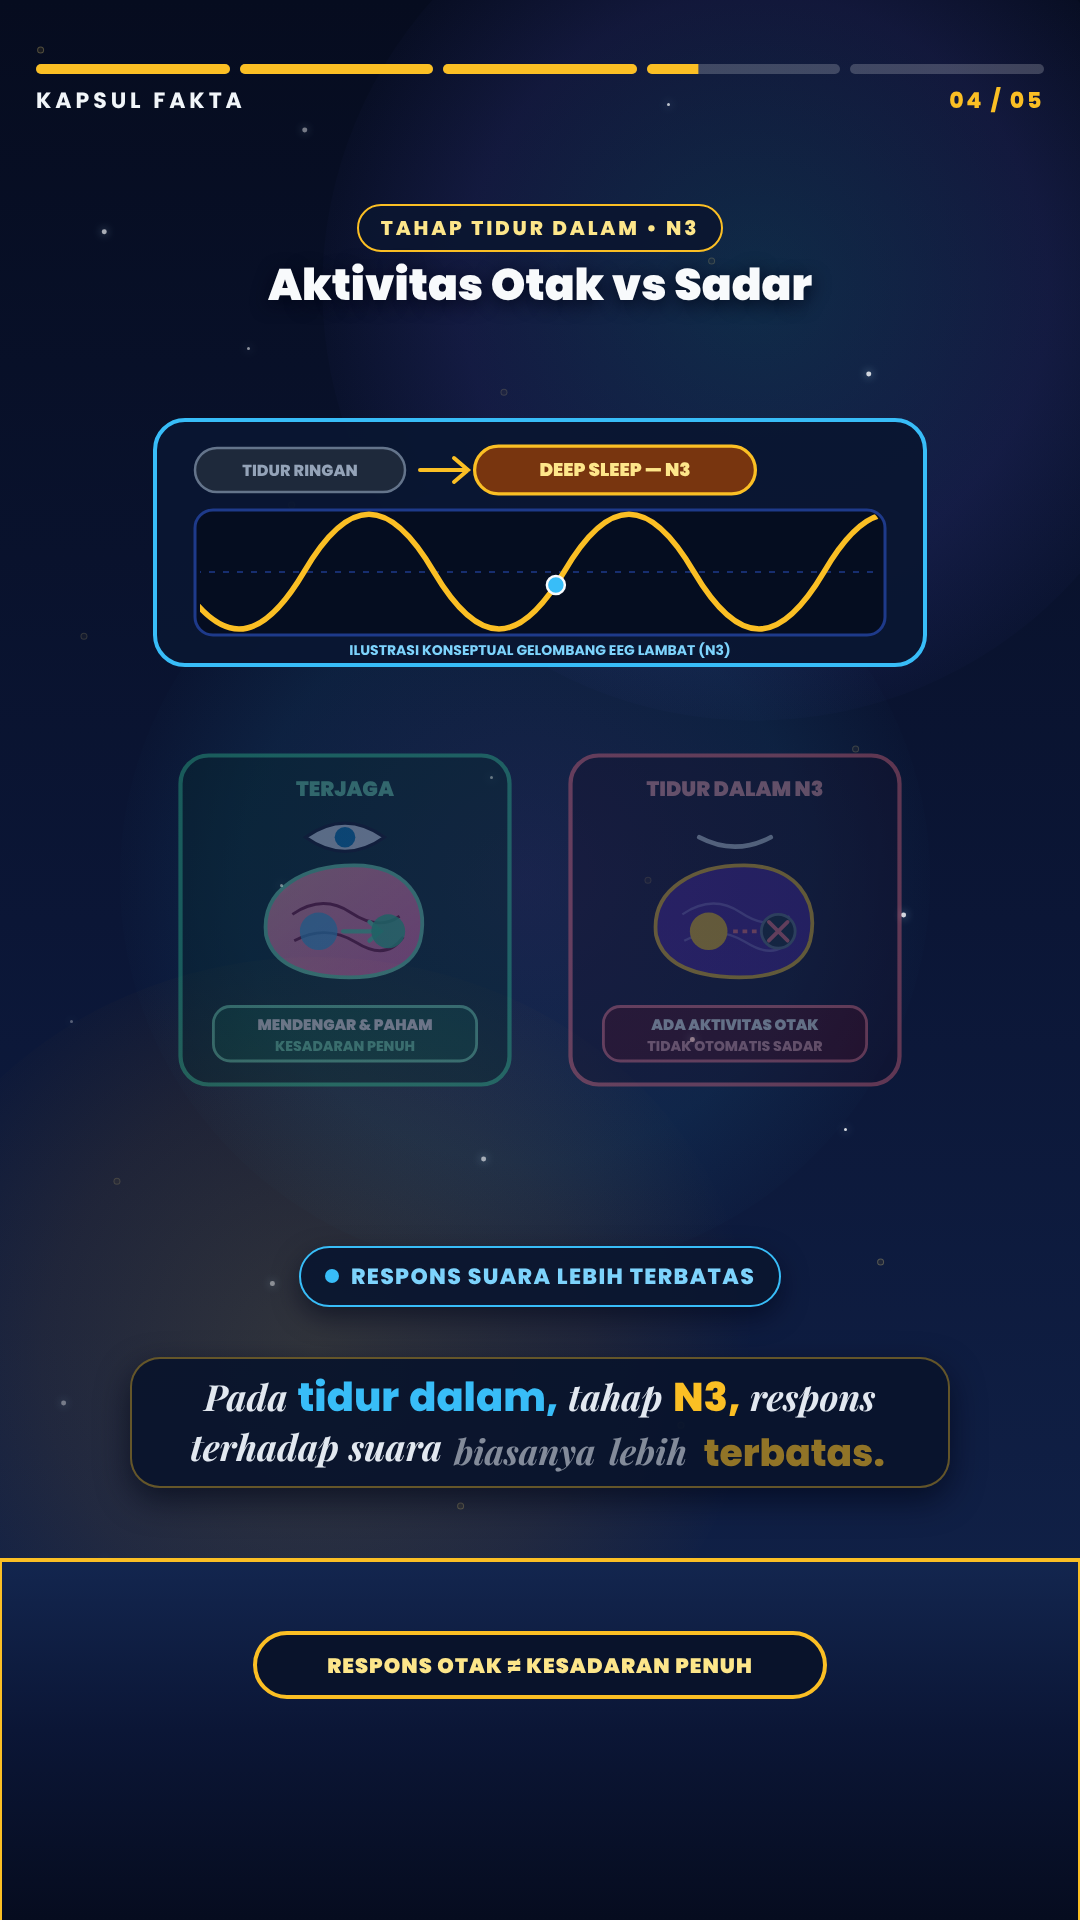 KAPSUL FAKTA
04 / 05
TAHAP TIDUR DALAM • N3
Aktivitas Otak vs Sadar
TIDUR RINGAN
DEEP SLEEP — N3
ILUSTRASI KONSEPTUAL GELOMBANG EEG LAMBAT (N3)
TERJAGA
MENDENGAR & PAHAM
KESADARAN PENUH
TIDUR DALAM N3
ADA AKTIVITAS OTAK
TIDAK OTOMATIS SADAR
RESPONS SUARA LEBIH TERBATAS
Pada tidur dalam, tahap N3, respons
terhadap suara biasanya lebih terbatas.
RESPONS OTAK ≠ KESADARAN PENUH